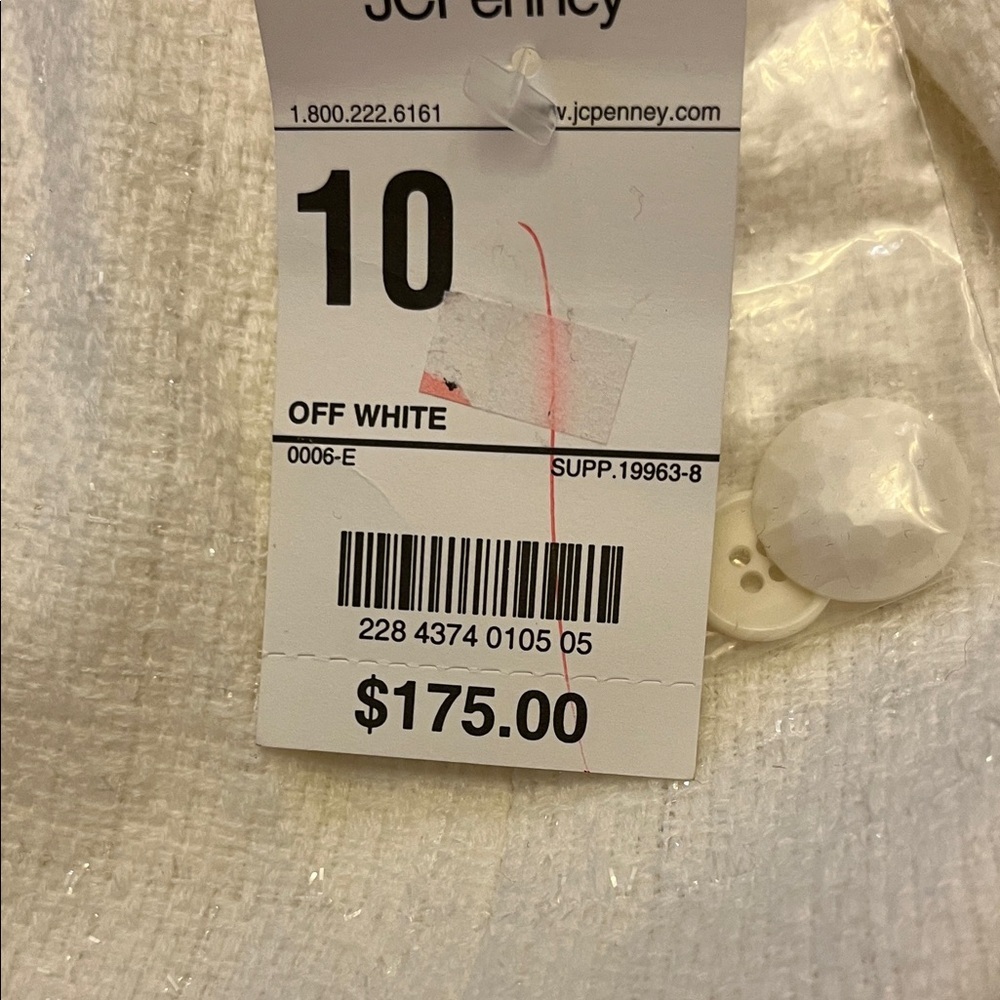 JCPenney
1.800.222.6161 w.jcpenney.com
10
OFF WHITE
0006-E SUPP.19963-8
228 4374 0105 05
$175.00